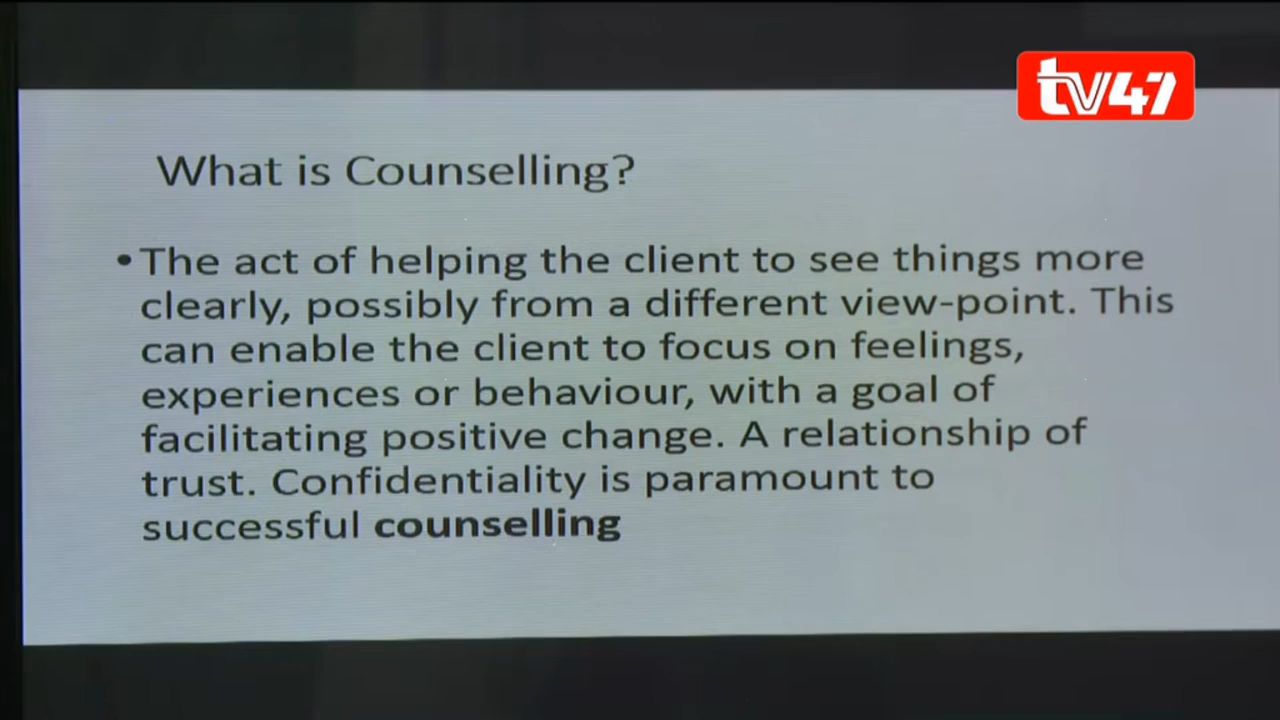 tv47
What is Counselling?
•The act of helping the client to see things more
clearly, possibly from a different view-point. This
can enable the client to focus on feelings,
experiences or behaviour, with a goal of
facilitating positive change. A relationship of
trust. Confidentiality is paramount to
successful counselling